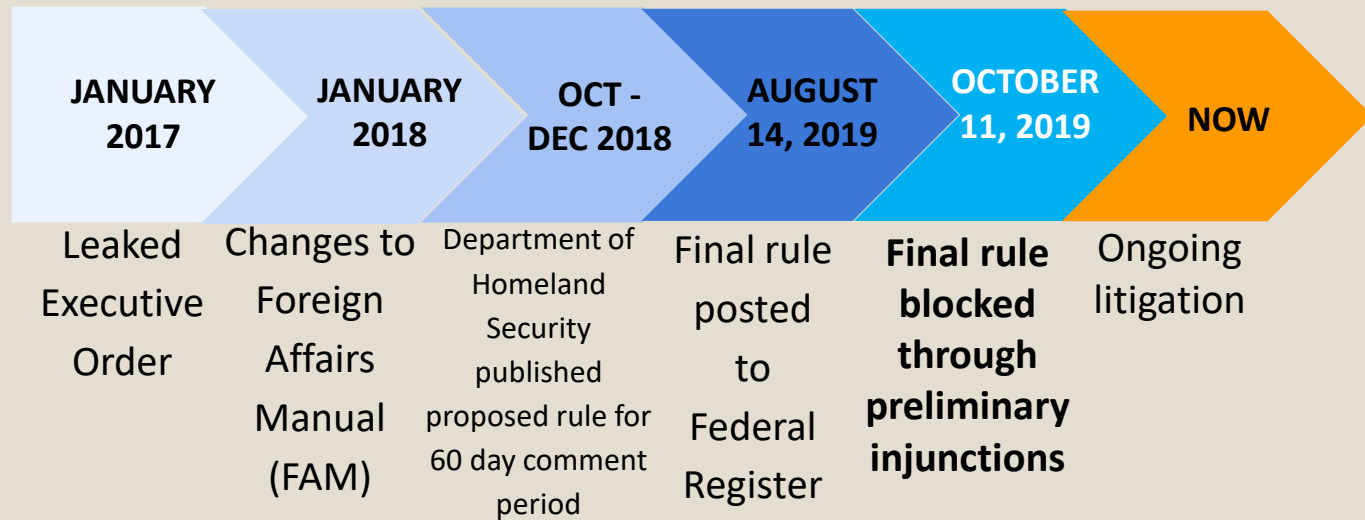 JANUARY
2017
JANUARY
2018
OCT -
DEC 2018
AUGUST
14, 2019
OCTOBER
11, 2019
NOW
Leaked
Executive
Order
Changes to
Foreign
Affairs
Manual
(FAM)
Department of
Homeland
Security
published
proposed rule for
60 day comment
period
Final rule
posted
to
Federal
Register
Final rule
blocked
through
preliminary
injunctions
Ongoing
litigation